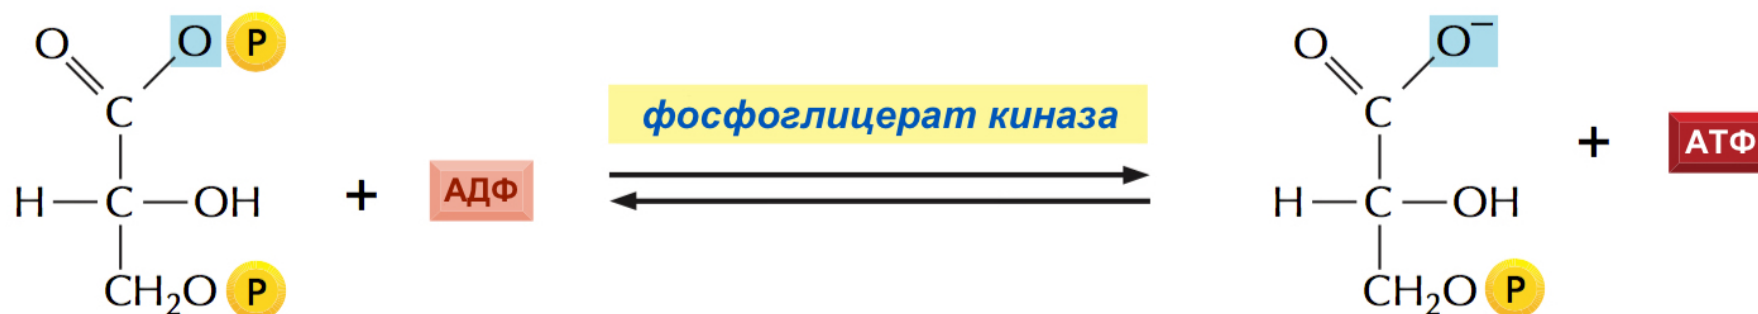 O O P
C
H—C—OH
CH₂O P
+ АДФ
фосфоглицерат киназа
O O⁻
C
H—C—OH
CH₂O P
+ АТФ